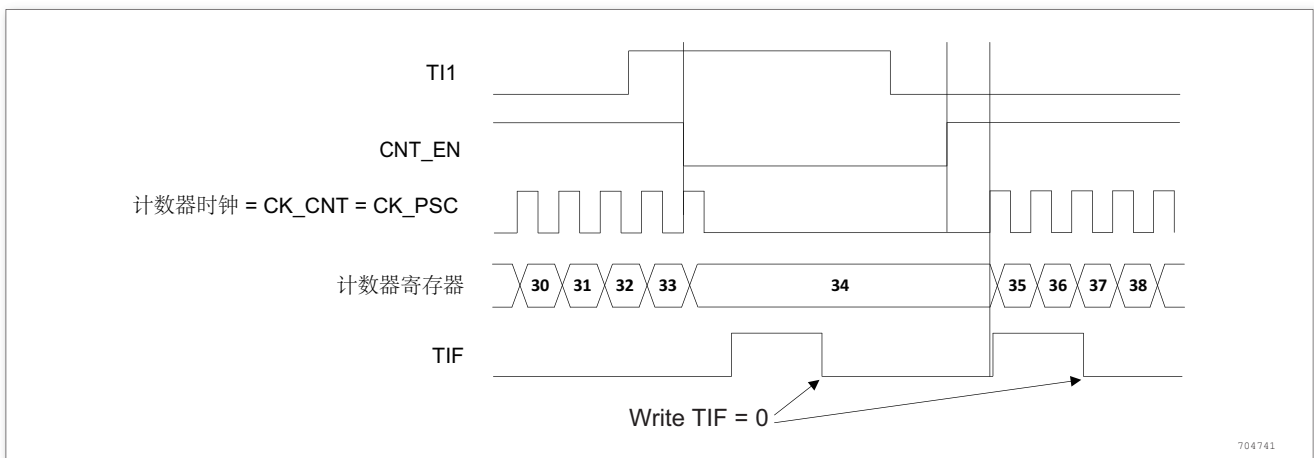 TI1
CNT_EN
计数器时钟 = CK_CNT = CK_PSC
计数器寄存器 30 31 32 33 34 35 36 37 38
TIF
Write TIF = 0
704741